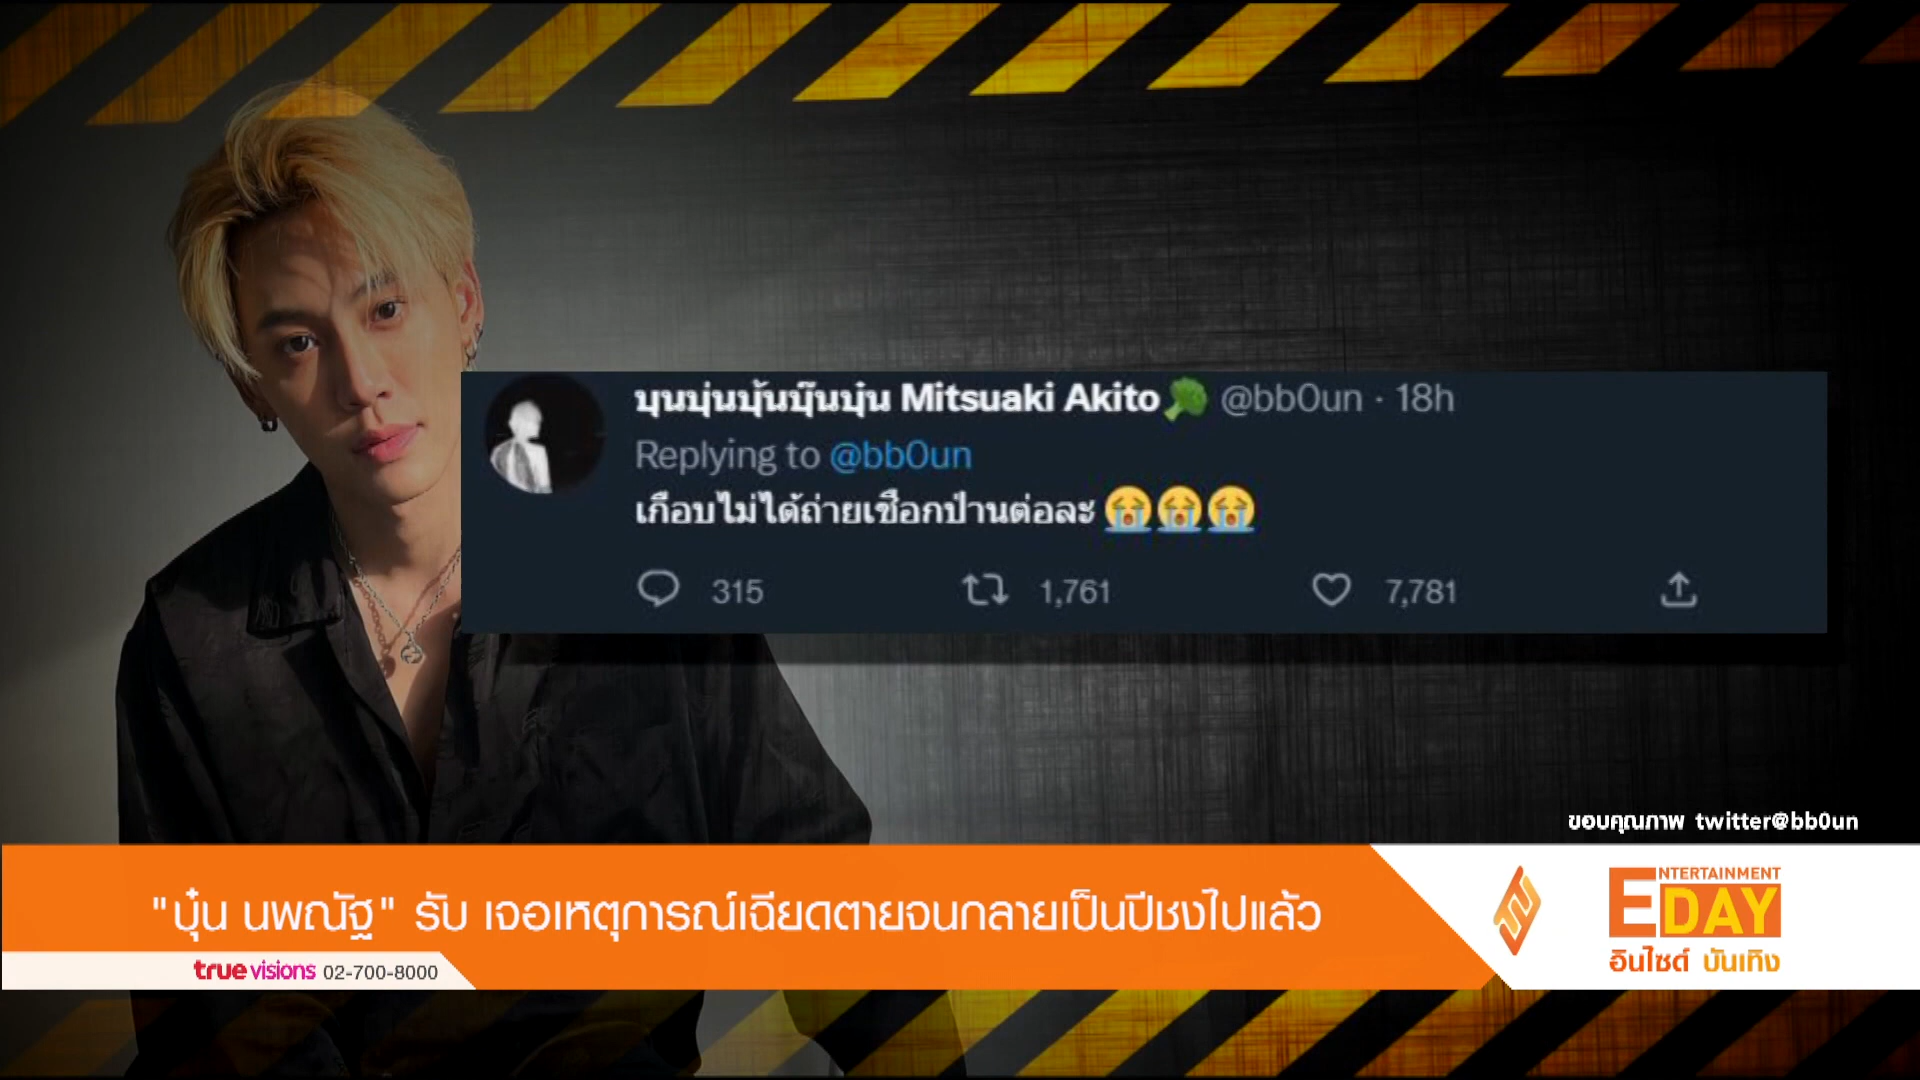 บุนบุ่นบุ้นบุ๊นบุ๋น Mitsuaki Akito🥦 @bb0un · 18h
Replying to @bb0un
เกือบไม่ได้ถ่ายเชือกป่านต่อละ 😭😭😭
315 1,761 7,781
ขอบคุณภาพ twitter@bb0un
"บุ๋น นพณัฐ" รับ เจอเหตุการณ์เฉียดตายจนกลายเป็นปีชงไปแล้ว
ENTERTAINMENT
DAY
อินไซด์ บันเทิง
true visions 02-700-8000